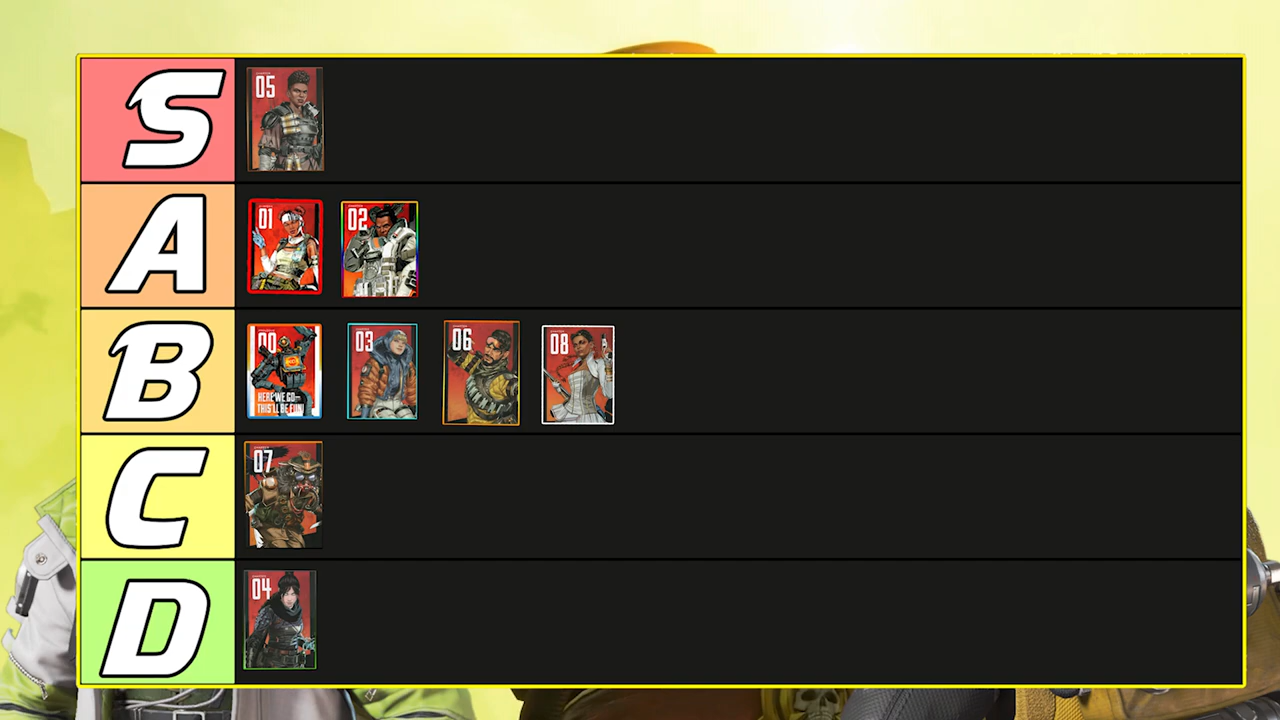 S
05
A
01
02
B
00
HERE WE GO—
THIS'LL BE FUN!
03
06
08
C
07
D
04